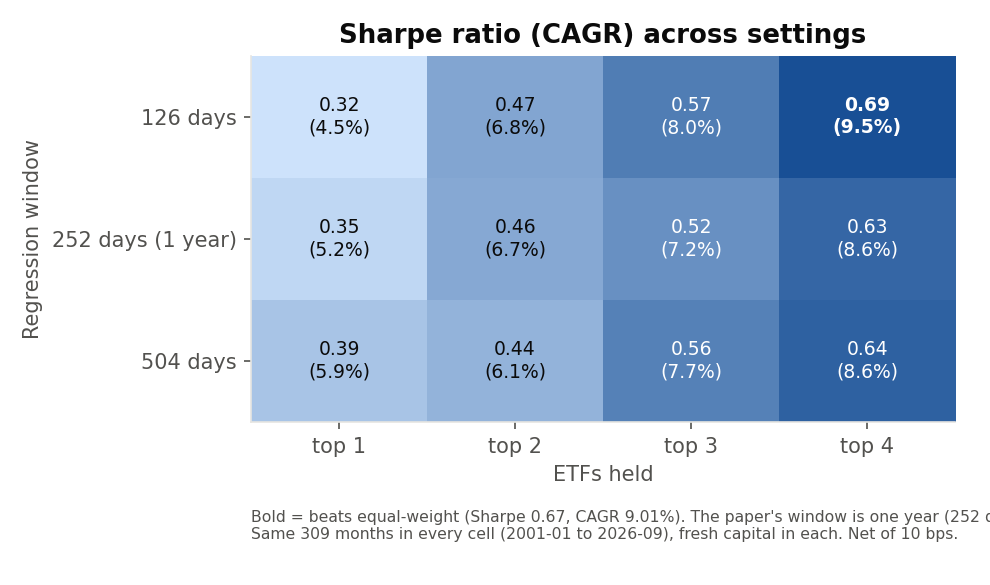 Sharpe ratio (CAGR) across settings
Regression window
126 days
0.32
(4.5%)
0.47
(6.8%)
0.57
(8.0%)
0.69
(9.5%)
252 days (1 year)
0.35
(5.2%)
0.46
(6.7%)
0.52
(7.2%)
0.63
(8.6%)
504 days
0.39
(5.9%)
0.44
(6.1%)
0.56
(7.7%)
0.64
(8.6%)
top 1
top 2
top 3
top 4
ETFs held
Bold = beats equal-weight (Sharpe 0.67, CAGR 9.01%). The paper's window is one year (252
Same 309 months in every cell (2001-01 to 2026-09), fresh capital in each. Net of 10 bps.